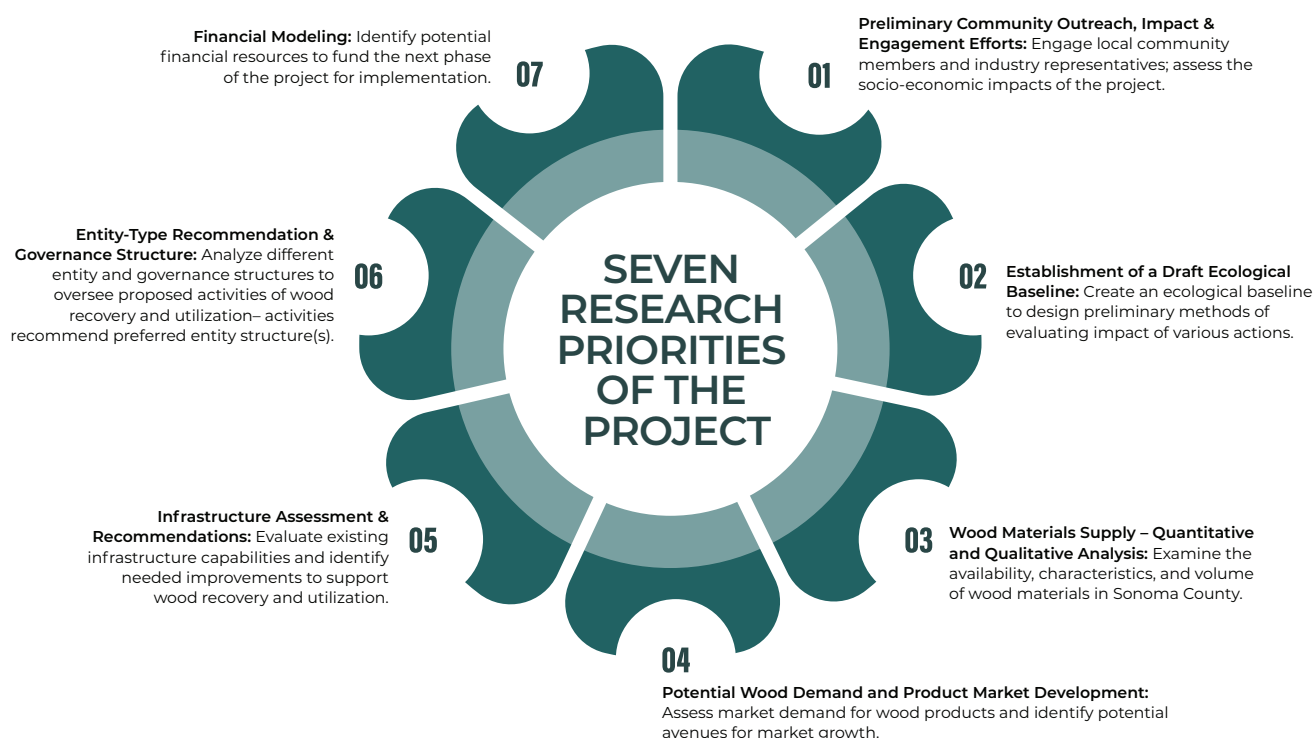 SEVEN
RESEARCH
PRIORITIES
OF THE
PROJECT
01
Preliminary Community Outreach, Impact &
Engagement Efforts: Engage local community
members and industry representatives; assess the
socio-economic impacts of the project.
02
Establishment of a Draft Ecological
Baseline: Create an ecological baseline
to design preliminary methods of
evaluating impact of various actions.
03
Wood Materials Supply – Quantitative
and Qualitative Analysis: Examine the
availability, characteristics, and volume
of wood materials in Sonoma County.
04
Potential Wood Demand and Product Market Development:
Assess market demand for wood products and identify potential
avenues for market growth.
05
Infrastructure Assessment &
Recommendations: Evaluate existing
infrastructure capabilities and identify
needed improvements to support
wood recovery and utilization.
06
Entity-Type Recommendation &
Governance Structure: Analyze different
entity and governance structures to
oversee proposed activities of wood
recovery and utilization– activities
recommend preferred entity structure(s).
07
Financial Modeling: Identify potential
financial resources to fund the next phase
of the project for implementation.